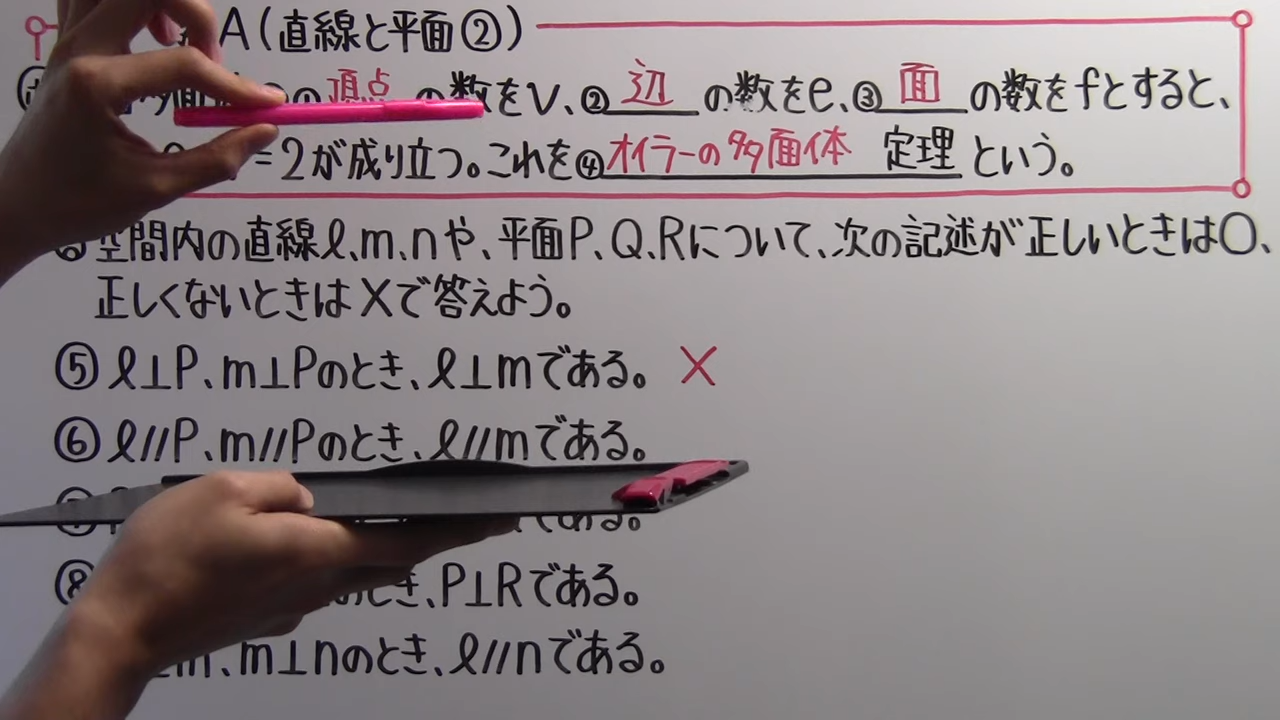 A(直線と平面②)
①頂点の数をv、②辺の数をe、③面の数をfとすると、
=2が成り立つ。これを④オイラーの多面体 定理 という。
空間内の直線ℓ、m、nや、平面P、Q、Rについて、次の記述が正しいときは○、
正しくないときは×で答えよう。
⑤ℓ⊥P、m⊥Pのとき、ℓ⊥mである。 ×
⑥ℓ//P、m//Pのとき、ℓ//mである。
である。
⑧ のとき、P⊥Rである。
m、m⊥nのとき、ℓ//nである。